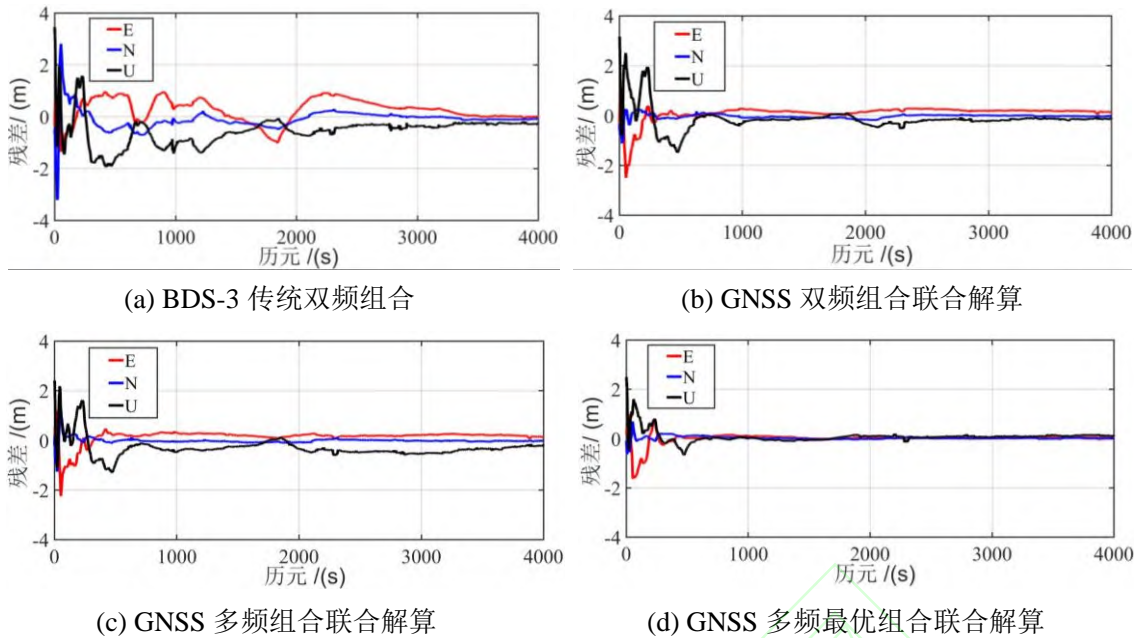 4
2
0
-2
-4
残差/ (m)
E
N
U
0 1000 2000 3000 4000
历元 /(s)
(a) BDS-3 传统双频组合
4
2
0
-2
-4
残差/ (m)
E
N
U
0 1000 2000 3000 4000
历元 /(s)
(b) GNSS 双频组合联合解算
4
2
0
-2
-4
残差/ (m)
E
N
U
0 1000 2000 3000 4000
历元 /(s)
(c) GNSS 多频组合联合解算
4
2
0
-2
-4
残差/ (m)
E
N
U
0 1000 2000 3000 4000
历元 /(s)
(d) GNSS 多频最优组合联合解算